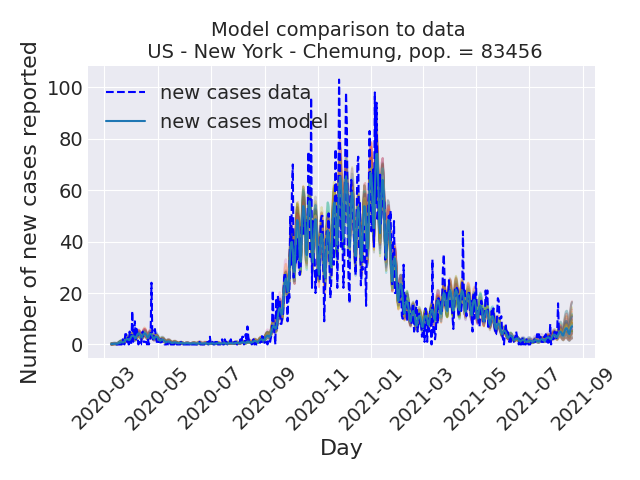 Model comparison to data
US - New York - Chemung, pop. = 83456
Number of new cases reported
100
80
60
40
20
0
new cases data
new cases model
2020-03
2020-05
2020-07
2020-09
2020-11
2021-01
2021-03
2021-05
2021-07
2021-09
Day